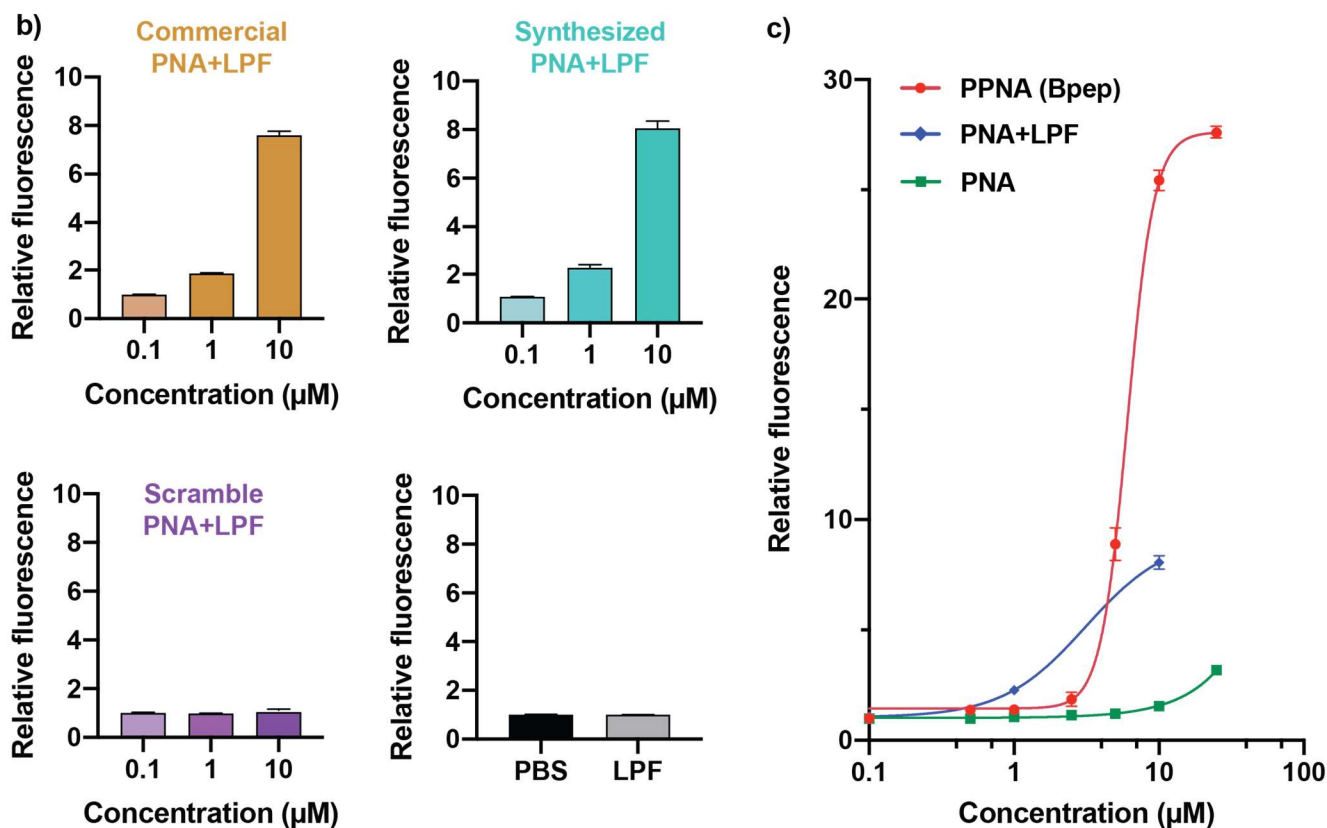 b)
Commercial
PNA+LPF
Relative fluorescence
10
8
6
4
2
0
0.1 1 10
Concentration (µM)
Synthesized
PNA+LPF
Relative fluorescence
10
8
6
4
2
0
0.1 1 10
Concentration (µM)
Scramble
PNA+LPF
Relative fluorescence
10
8
6
4
2
0
0.1 1 10
Concentration (µM)
Relative fluorescence
10
8
6
4
2
0
PBS LPF
c)
PPNA (Bpep)
PNA+LPF
PNA
Relative fluorescence
30
20
10
0
0.1 1 10 100
Concentration (µM)